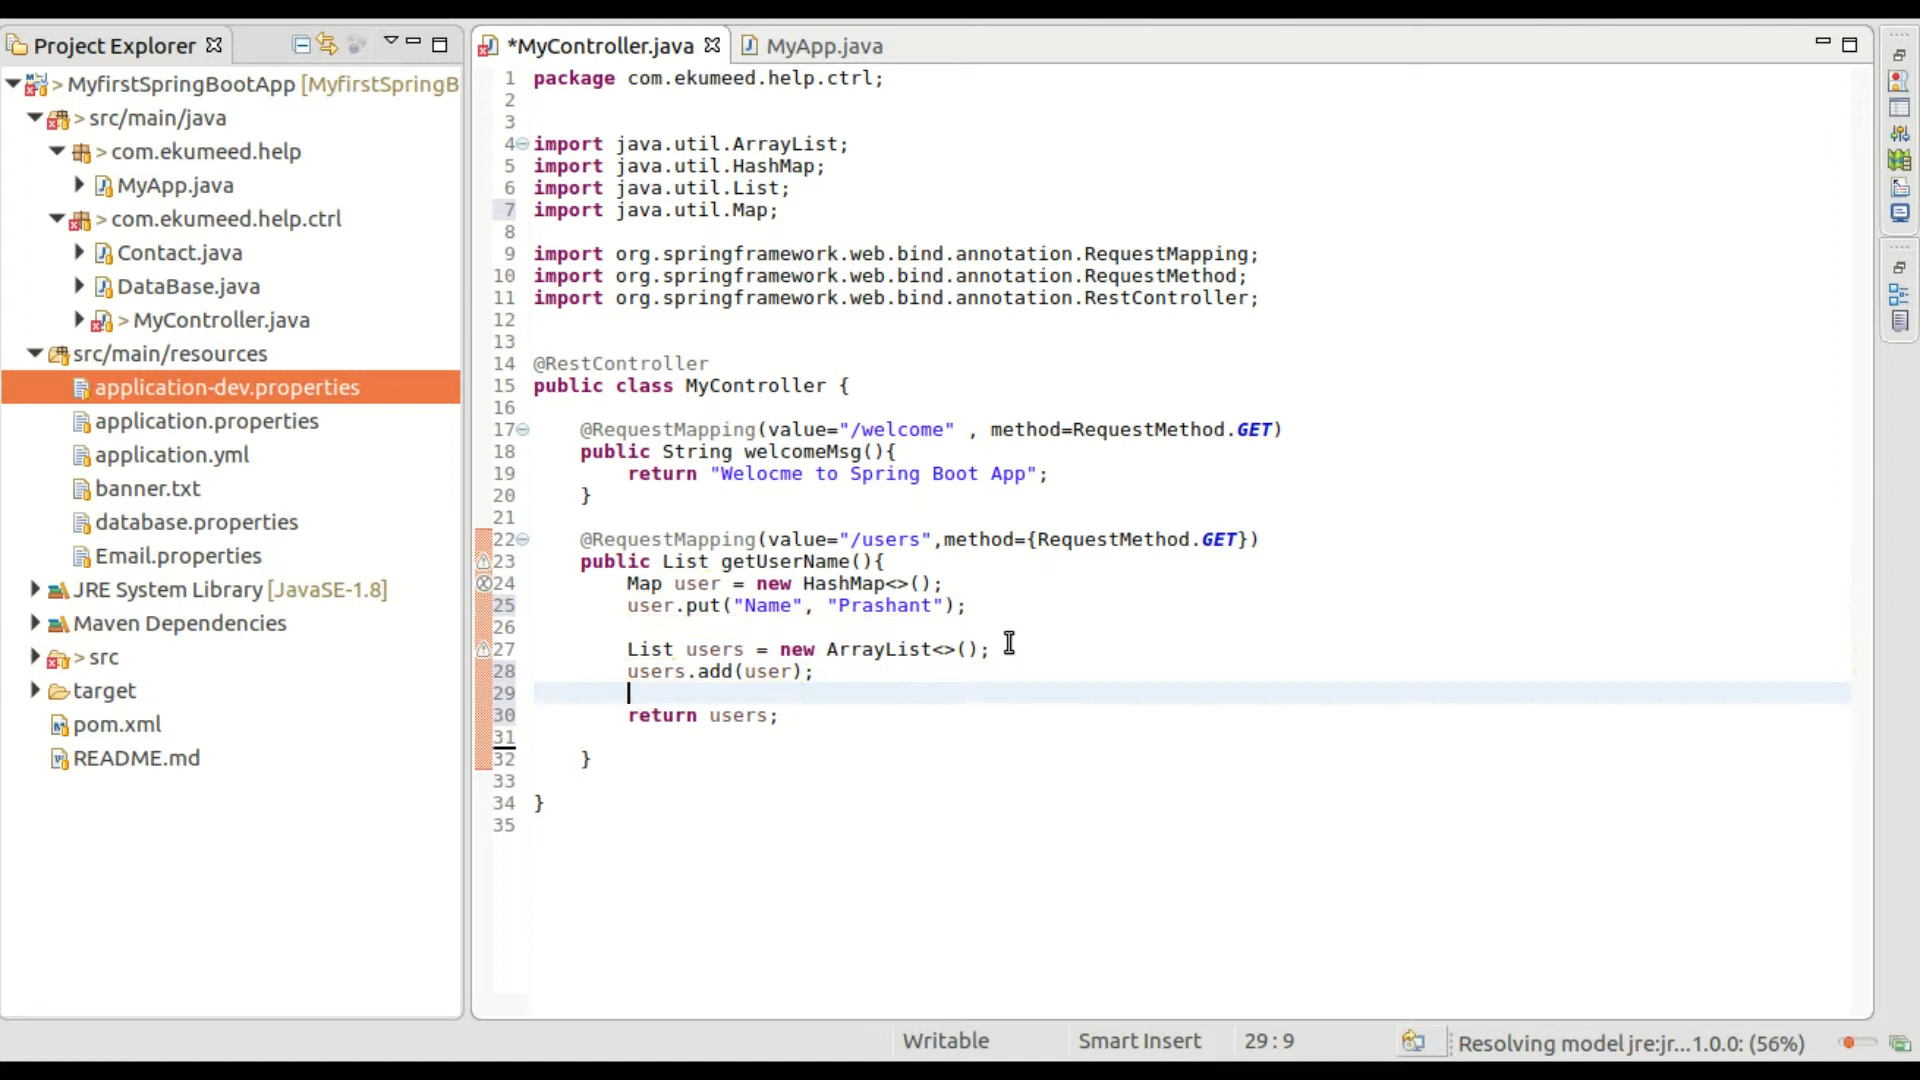 Project Explorer
> MyfirstSpringBootApp [MyfirstSpringB
> src/main/java
> com.ekumeed.help
MyApp.java
> com.ekumeed.help.ctrl
Contact.java
DataBase.java
> MyController.java
src/main/resources
application-dev.properties
application.properties
application.yml
banner.txt
database.properties
Email.properties
JRE System Library [JavaSE-1.8]
Maven Dependencies
> src
target
pom.xml
README.md
*MyController.java MyApp.java
1 package com.ekumeed.help.ctrl;
2
3
4 import java.util.ArrayList;
5 import java.util.HashMap;
6 import java.util.List;
7 import java.util.Map;
8
9 import org.springframework.web.bind.annotation.RequestMapping;
10 import org.springframework.web.bind.annotation.RequestMethod;
11 import org.springframework.web.bind.annotation.RestController;
12
13
14 @RestController
15 public class MyController {
16
17 @RequestMapping(value="/welcome" , method=RequestMethod.GET)
18 public String welcomeMsg(){
19 return "Welocme to Spring Boot App";
20 }
21
22 @RequestMapping(value="/users",method={RequestMethod.GET})
23 public List getUserName(){
24 Map user = new HashMap<>();
25 user.put("Name", "Prashant");
26
27 List users = new ArrayList<>();
28 users.add(user);
29
30 return users;
31
32 }
33
34 }
35
Writable Smart Insert 29 : 9 Resolving model jre:jr...1.0.0: (56%)